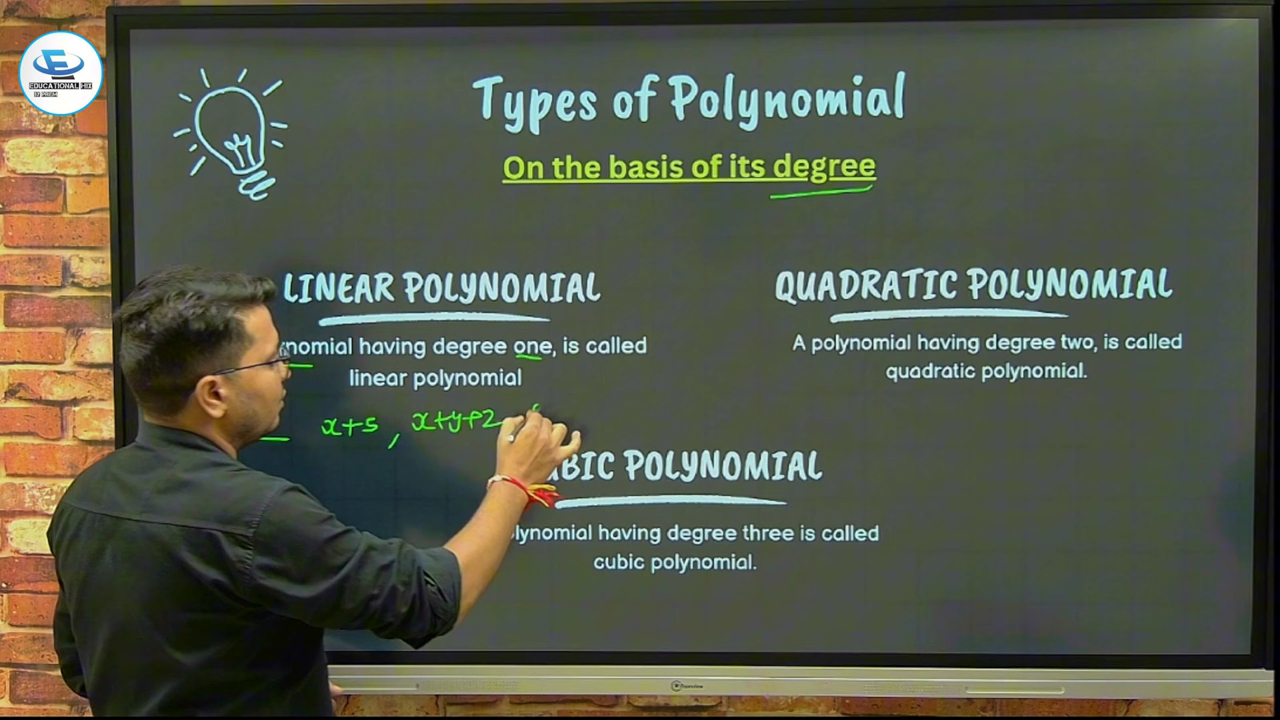 EDUCATIONAL
Types of Polynomial
On the basis of its degree
LINEAR POLYNOMIAL
QUADRATIC POLYNOMIAL
nomial having degree one, is called
linear polynomial
A polynomial having degree two, is called
quadratic polynomial.
x+5, x+y+2
BIC POLYNOMIAL
lynomial having degree three is called
cubic polynomial.